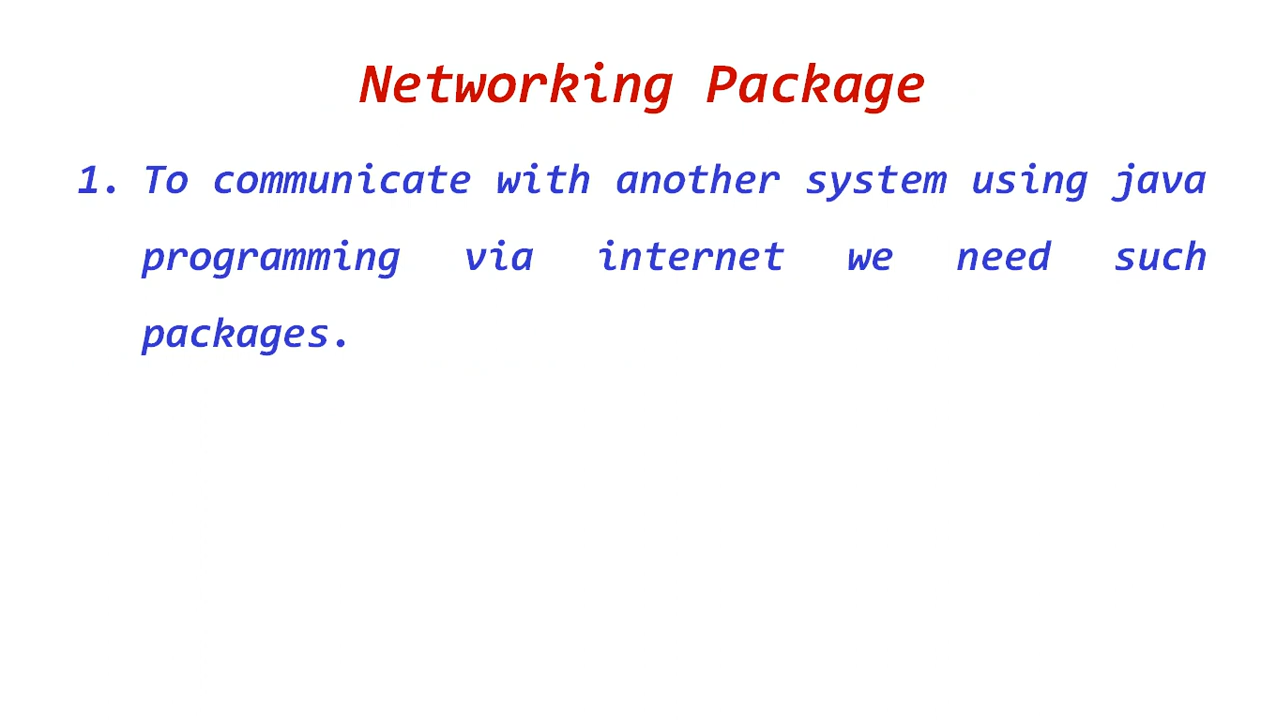 Networking Package
1. To communicate with another system using java
programming via internet we need such
packages.